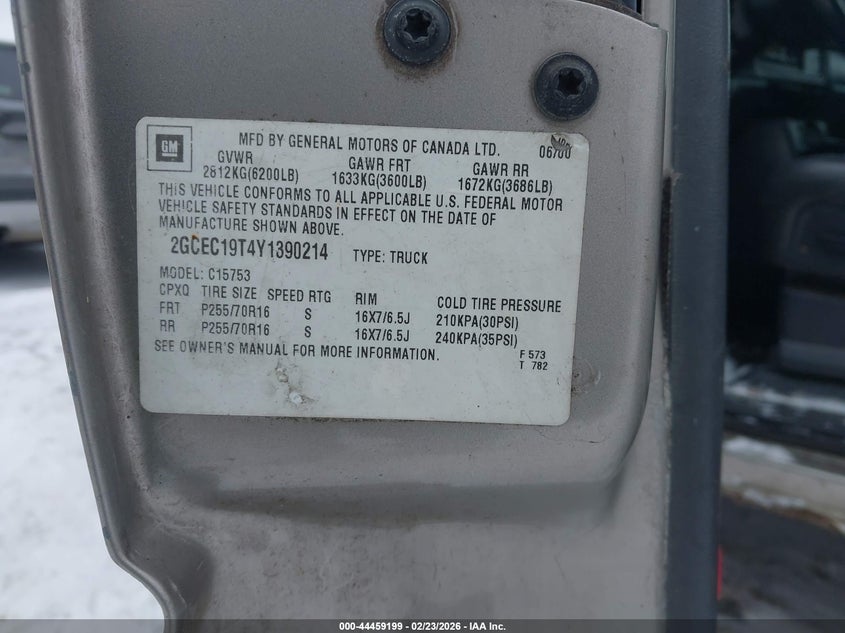 GM
MFD BY GENERAL MOTORS OF CANADA LTD. 06/00
GVWR GAWR FRT GAWR RR
2812KG(6200LB) 1633KG(3600LB) 1672KG(3686LB)
THIS VEHICLE CONFORMS TO ALL APPLICABLE U.S. FEDERAL MOTOR
VEHICLE SAFETY STANDARDS IN EFFECT ON THE DATE OF
MANUFACTURE SHOWN ABOVE.
2GCEC19T4Y1390214 TYPE: TRUCK
MODEL: C15753
CPXQ TIRE SIZE SPEED RTG RIM COLD TIRE PRESSURE
FRT P255/70R16 S 16X7/6.5J 210KPA(30PSI)
RR P255/70R16 S 16X7/6.5J 240KPA(35PSI)
SEE OWNER'S MANUAL FOR MORE INFORMATION.
F 573
T 782
000-44459199 | 02/23/2026 - IAA Inc.